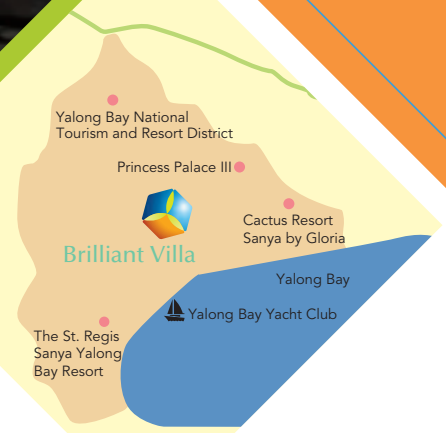 Yalong Bay National
Tourism and Resort District
Princess Palace III
Cactus Resort
Sanya by Gloria
Brilliant Villa
Yalong Bay
Yalong Bay Yacht Club
The St. Regis
Sanya Yalong
Bay Resort